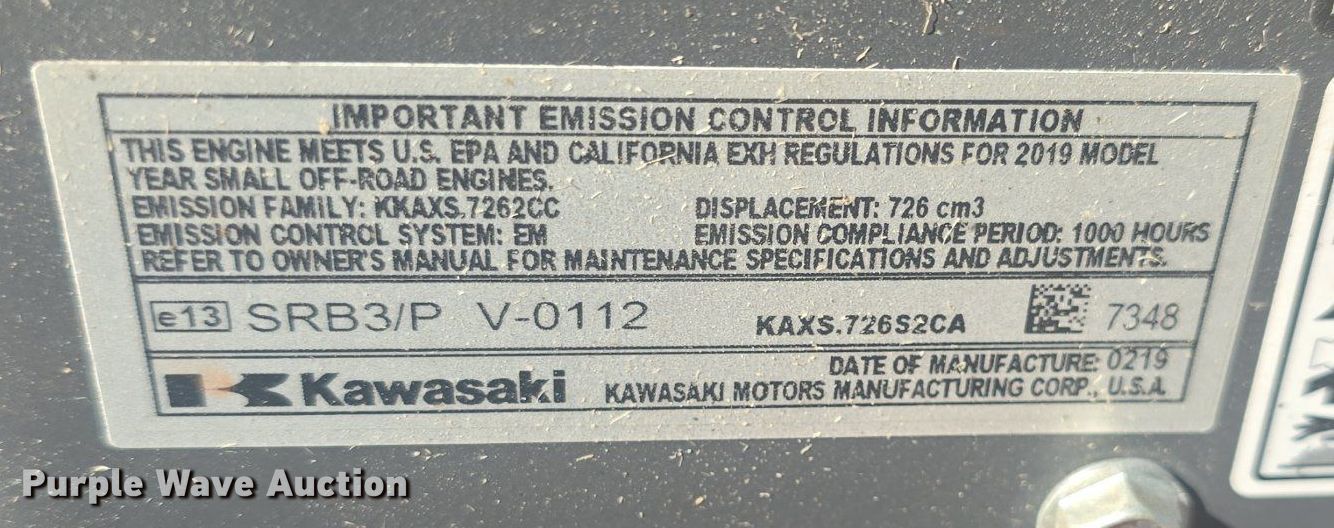 IMPORTANT EMISSION CONTROL INFORMATION
THIS ENGINE MEETS U.S. EPA AND CALIFORNIA EXH REGULATIONS FOR 2019 MODEL
YEAR SMALL OFF-ROAD ENGINES.
EMISSION FAMILY: KKAXS.7262CC DISPLACEMENT: 726 cm3
EMISSION CONTROL SYSTEM: EM EMISSION COMPLIANCE PERIOD: 1000 HOURS
REFER TO OWNER'S MANUAL FOR MAINTENANCE SPECIFICATIONS AND ADJUSTMENTS.
e13 SRB3/P V-0112 KAXS.726S2CA 7348
DATE OF MANUFACTURE: 0219
Kawasaki KAWASAKI MOTORS MANUFACTURING CORP., U.S.A.
Purple Wave Auction